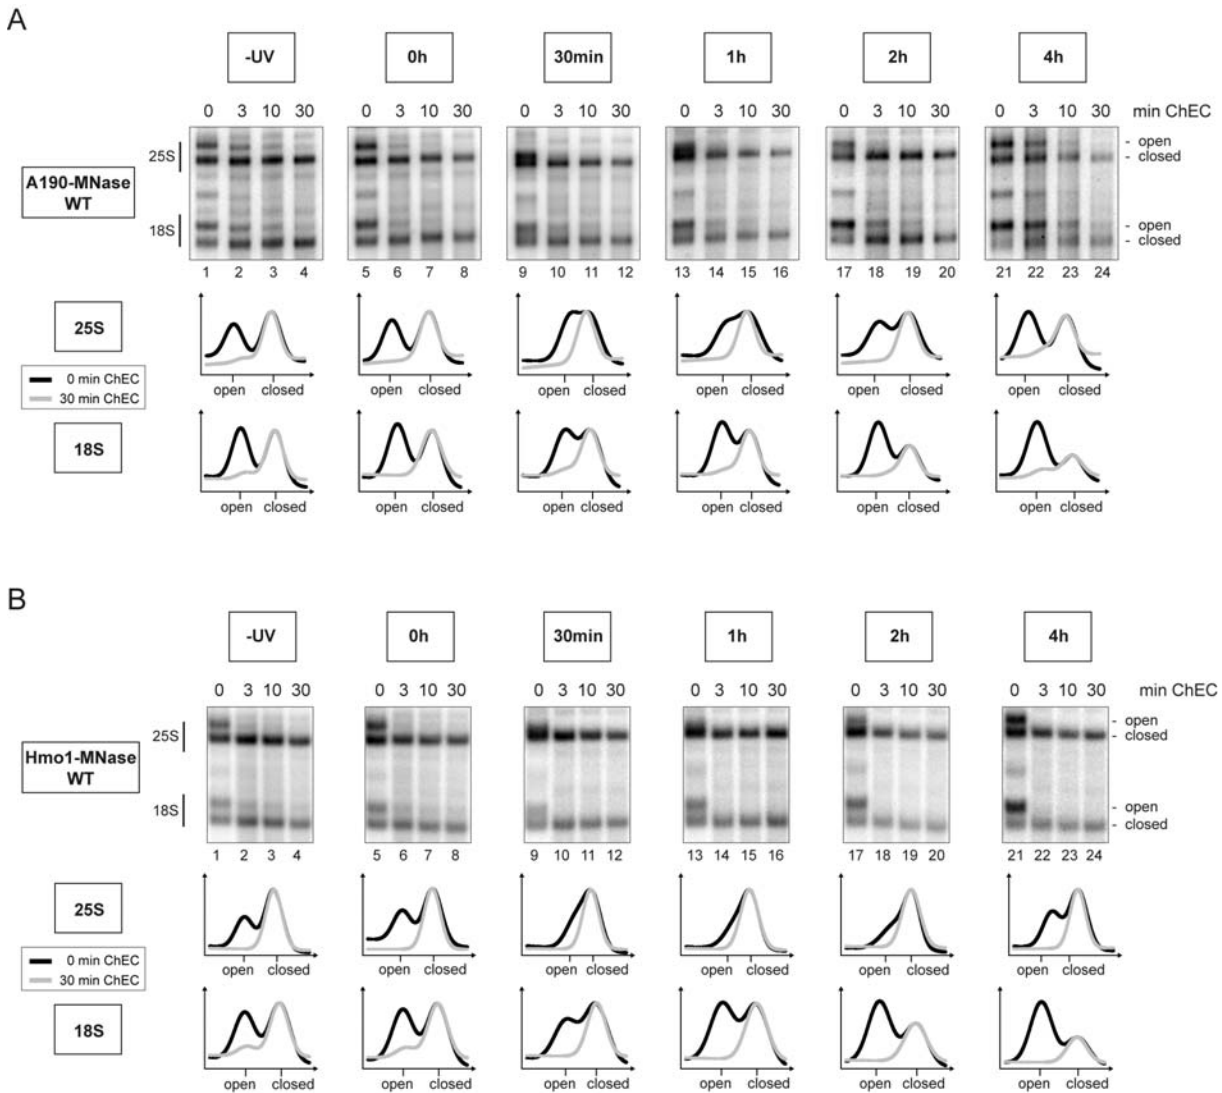 A
-UV 0h 30min 1h 2h 4h
0 3 10 30 0 3 10 30 0 3 10 30 0 3 10 30 0 3 10 30 0 3 10 30 min ChEC
A190-MNase
WT
25S
18S
- open
- closed
- open
- closed
1 2 3 4 5 6 7 8 9 10 11 12 13 14 15 16 17 18 19 20 21 22 23 24
25S
0 min ChEC
30 min ChEC
open closed open closed open closed open closed open closed open closed
18S
open closed open closed open closed open closed open closed open closed
B
-UV 0h 30min 1h 2h 4h
0 3 10 30 0 3 10 30 0 3 10 30 0 3 10 30 0 3 10 30 0 3 10 30 min ChEC
Hmo1-MNase
WT
25S
18S
- open
- closed
- open
- closed
1 2 3 4 5 6 7 8 9 10 11 12 13 14 15 16 17 18 19 20 21 22 23 24
25S
0 min ChEC
30 min ChEC
open closed open closed open closed open closed open closed open closed
18S
open closed open closed open closed open closed open closed open closed